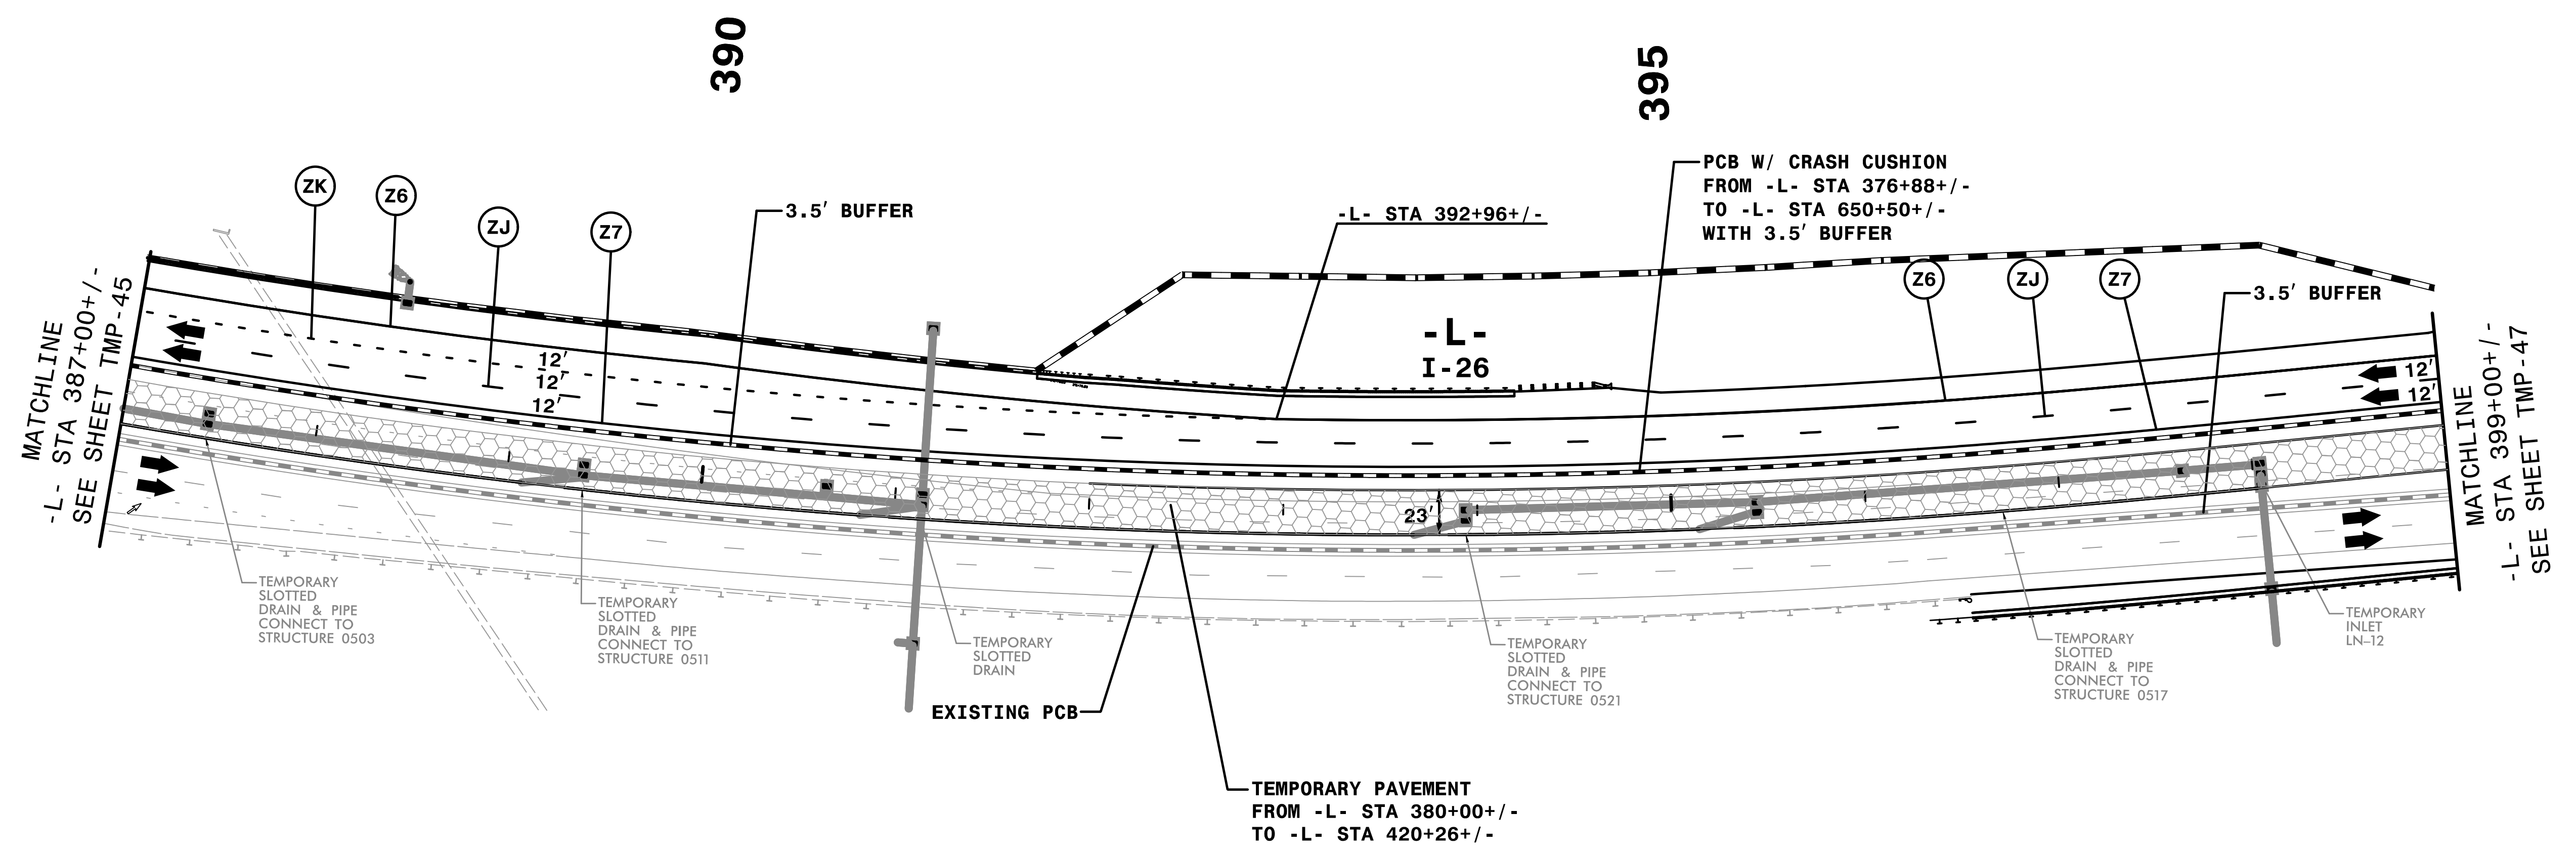 390
395
ZK
Z6
ZJ
Z7
3.5' BUFFER
-L- STA 392+96+/-
PCB W/ CRASH CUSHION
FROM -L- STA 376+88+/-
TO -L- STA 650+50+/-
WITH 3.5' BUFFER
Z6
ZJ
Z7
3.5' BUFFER
MATCHLINE
-L- STA 387+00+/-
SEE SHEET TMP-45
12'
12'
12'
-L-
I-26
12'
12'
MATCHLINE
-L- STA 399+00+/-
SEE SHEET TMP-47
23'
TEMPORARY
SLOTTED
DRAIN & PIPE
CONNECT TO
STRUCTURE 0503
TEMPORARY
SLOTTED
DRAIN & PIPE
CONNECT TO
STRUCTURE 0511
TEMPORARY
SLOTTED
DRAIN
TEMPORARY
SLOTTED
DRAIN & PIPE
CONNECT TO
STRUCTURE 0521
TEMPORARY
SLOTTED
DRAIN & PIPE
CONNECT TO
STRUCTURE 0517
TEMPORARY
INLET
LN-12
EXISTING PCB
TEMPORARY PAVEMENT
FROM -L- STA 380+00+/-
TO -L- STA 420+26+/-